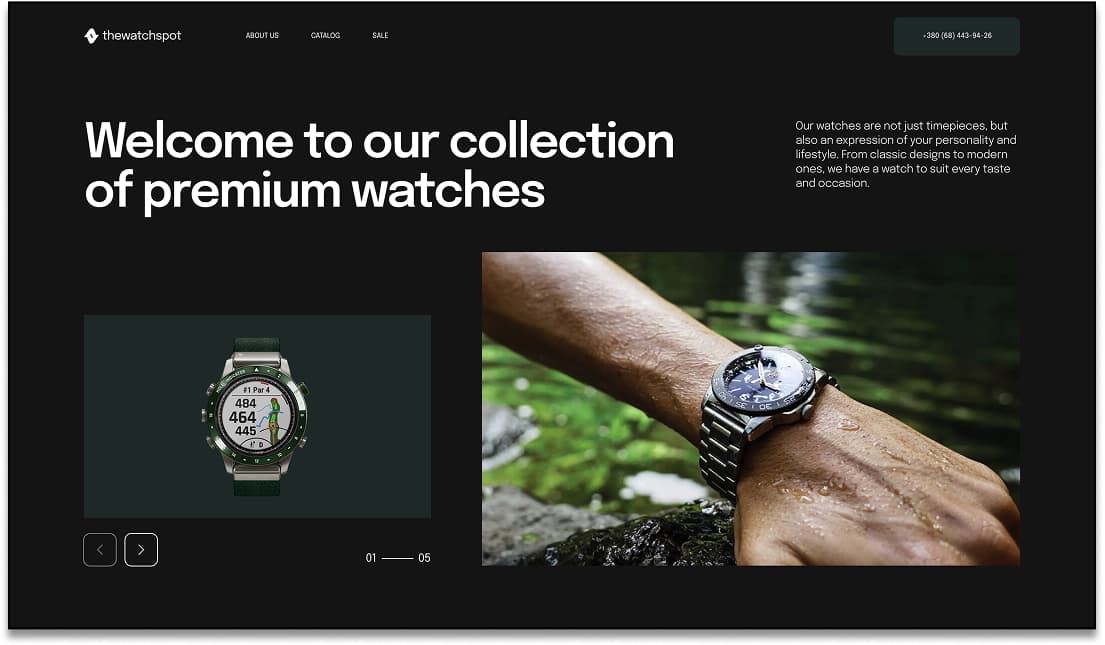 thewatchspot
ABOUT US
CATALOG
SALE
+380 (68) 443-94-26
Welcome to our collection
of premium watches
Our watches are not just timepieces, but
also an expression of your personality and
lifestyle. From classic designs to modern
ones, we have a watch to suit every taste
and occasion.
#1 Par 4
484
464
445
01
05